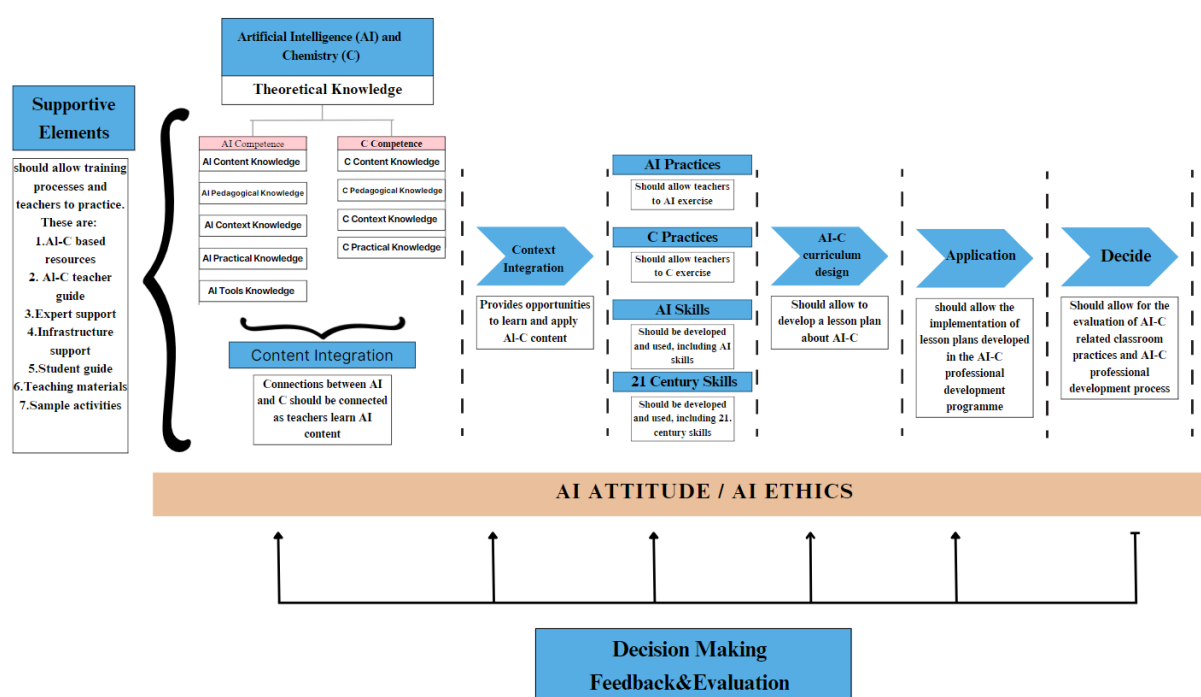 Artificial Intelligence (AI) and
Chemistry (C)
Theoretical Knowledge
Supportive
Elements
should allow training
processes and
teachers to practice.
These are:
1.AI-C based
resources
2. AI-C teacher
guide
3.Expert support
4.Infrastructure
support
5.Student guide
6.Teaching materials
7.Sample activities
AI Competence
AI Content Knowledge
AI Pedagogical Knowledge
AI Context Knowledge
AI Practical Knowledge
AI Tools Knowledge
C Competence
C Content Knowledge
C Pedagogical Knowledge
C Context Knowledge
C Practical Knowledge
Content Integration
Connections between AI
and C should be connected
as teachers learn AI
content
Context
Integration
Provides opportunities
to learn and apply
AI-C content
AI Practices
Should allow teachers
to AI exercise
C Practices
Should allow teachers
to C exercise
AI Skills
Should be developed
and used, including AI
skills
21 Century Skills
Should be developed
and used, including 21.
century skills
AI-C
curriculum
design
Should allow to
develop a lesson plan
about AI-C
Application
should allow the
implementation of
lesson plans developed
in the AI-C
professional
development
programme
Decide
Should allow for the
evaluation of AI-C
related classroom
practices and AI-C
professional
development process
AI ATTITUDE / AI ETHICS
Decision Making
Feedback&Evaluation